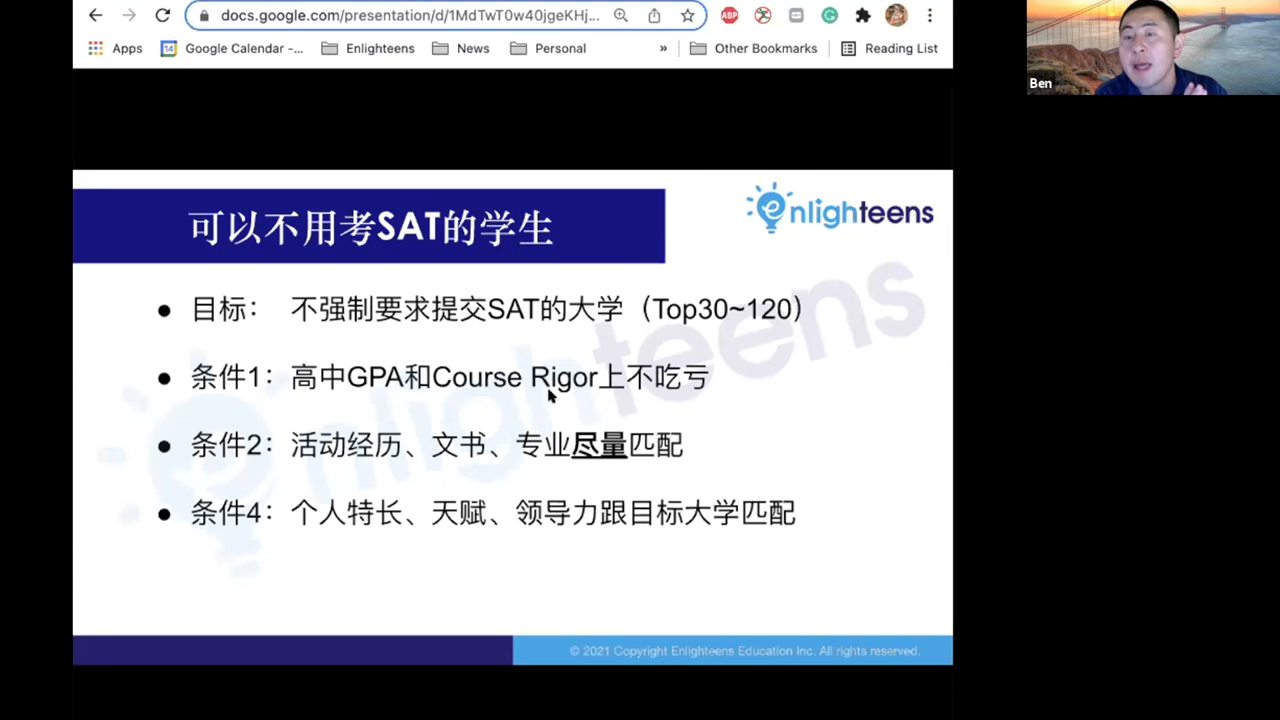 docs.google.com/presentation/d/1MdTwT0w40jgeKHj...
ABP
Apps
14
Google Calendar -...
Enlighteens
News
Personal
»
Other Bookmarks
Reading List
Ben
可以不用考SAT的学生
enlighteens
● 目标： 不强制要求提交SAT的大学（Top30~120）
● 条件1：高中GPA和Course Rigor上不吃亏
● 条件2：活动经历、文书、专业尽量匹配
● 条件4：个人特长、天赋、领导力跟目标大学匹配
enlighteens
© 2021 Copyright Enlighteens Education Inc. All rights reserved.